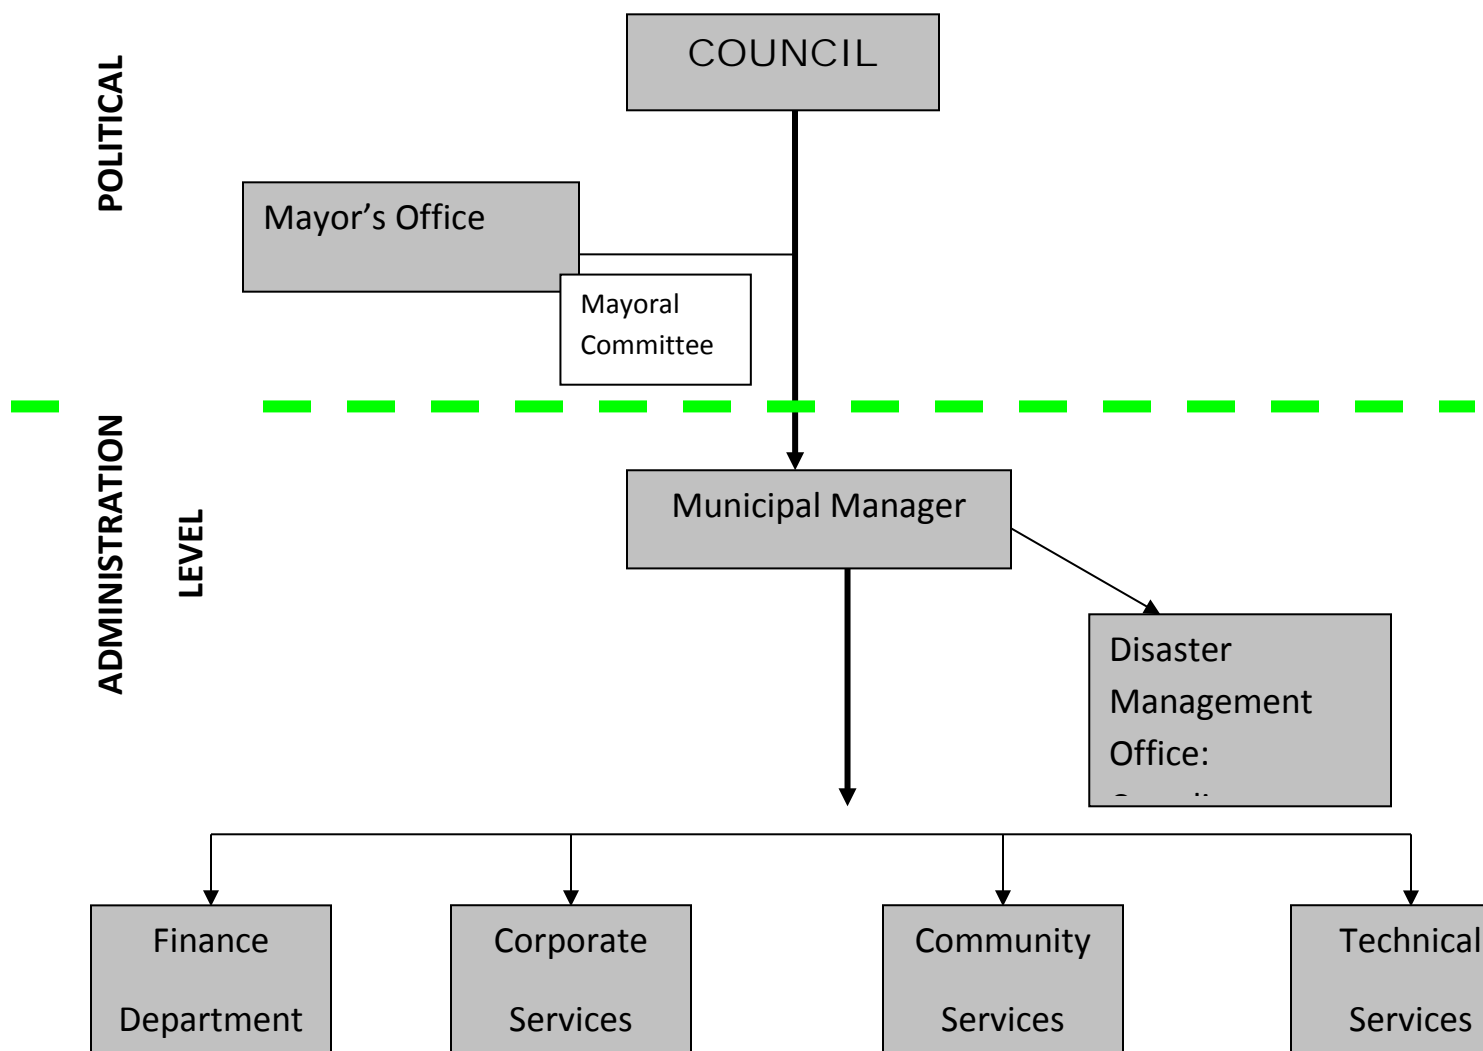 COUNCIL
POLITICAL
Mayor’s Office
Mayoral
Committee
ADMINISTRATION
LEVEL
Municipal Manager
Disaster
Management
Office:
Finance
Department
Corporate
Services
Community
Services
Technical
Services